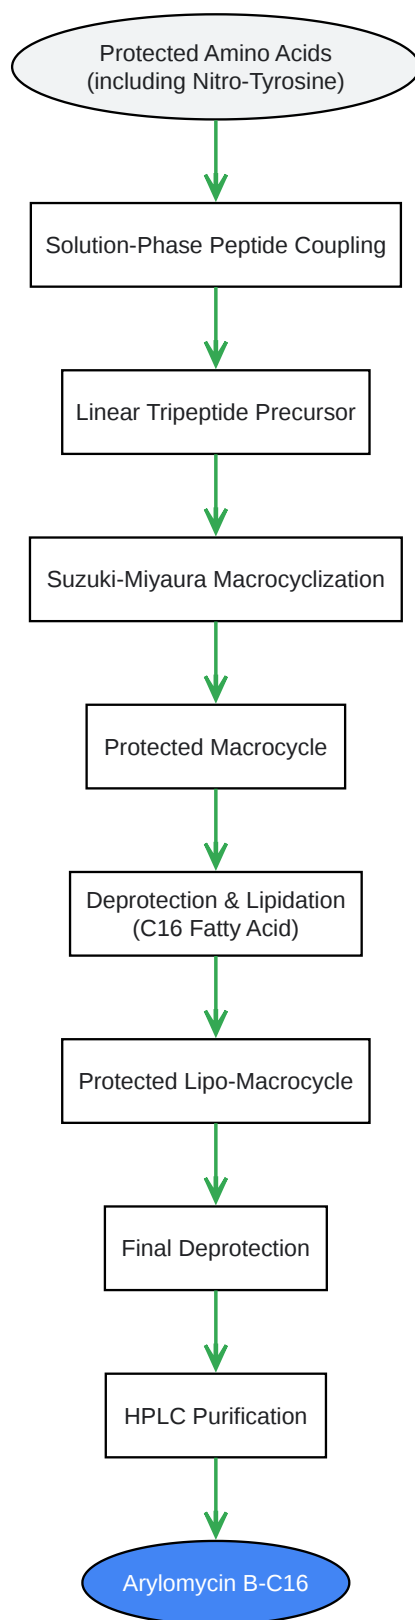 Protected Amino Acids
(including Nitro-Tyrosine)
Solution-Phase Peptide Coupling
Linear Tripeptide Precursor
Suzuki-Miyaura Macrocyclization
Protected Macrocycle
Deprotection & Lipidation
(C16 Fatty Acid)
Protected Lipo-Macrocycle
Final Deprotection
HPLC Purification
Arylomycin B-C16